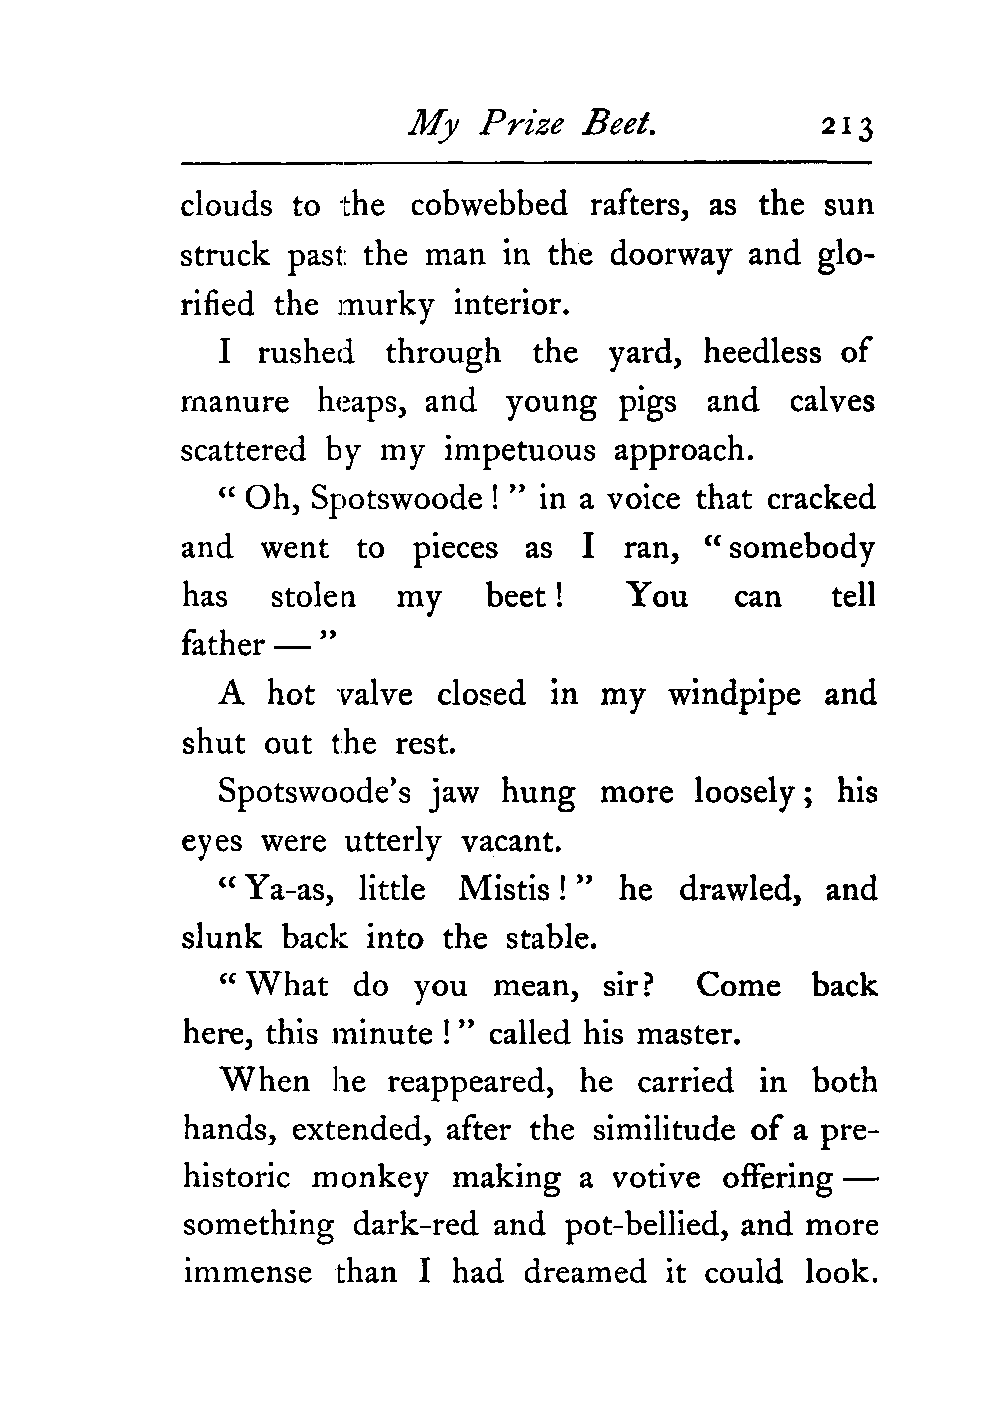 My Prize Beet. 213
clouds to the cobwebbed rafters, as the sun
struck past the man in the doorway and glo-
rified the murky interior.
I rushed through the yard, heedless of
manure heaps, and young pigs and calves
scattered by my impetuous approach.
“ Oh, Spotswoode ! ” in a voice that cracked
and went to pieces as I ran, “ somebody
has stolen my beet ! You can tell
father — ”
A hot valve closed in my windpipe and
shut out the rest.
Spotswoode’s jaw hung more loosely ; his
eyes were utterly vacant.
“ Ya-as, little Mistis ! ” he drawled, and
slunk back into the stable.
“ What do you mean, sir? Come back
here, this minute ! ” called his master.
When he reappeared, he carried in both
hands, extended, after the similitude of a pre-
historic monkey making a votive offering —
something dark-red and pot-bellied, and more
immense than I had dreamed it could look.